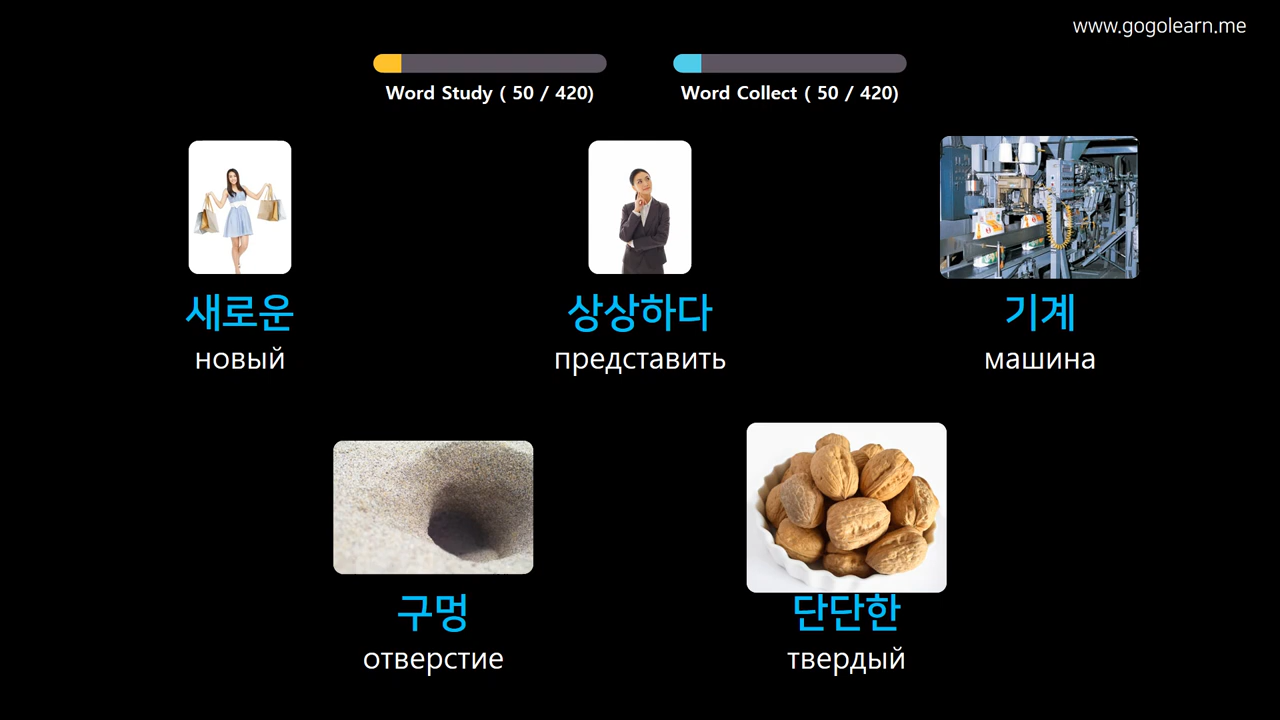 www.gogolearn.me
Word Study ( 50 / 420)
Word Collect ( 50 / 420)
새로운
новый
상상하다
представить
기계
машина
구멍
отверстие
단단한
твердый